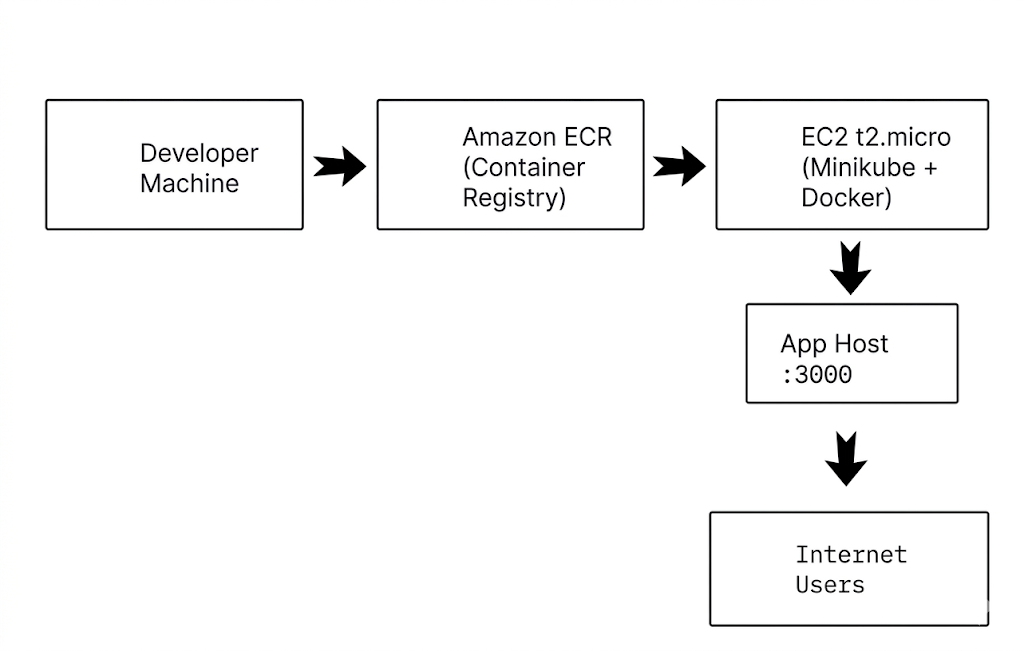 Developer
Machine
Amazon ECR
(Container
Registry)
EC2 t2.micro
(Minikube +
Docker)
App Host
:3000
Internet
Users